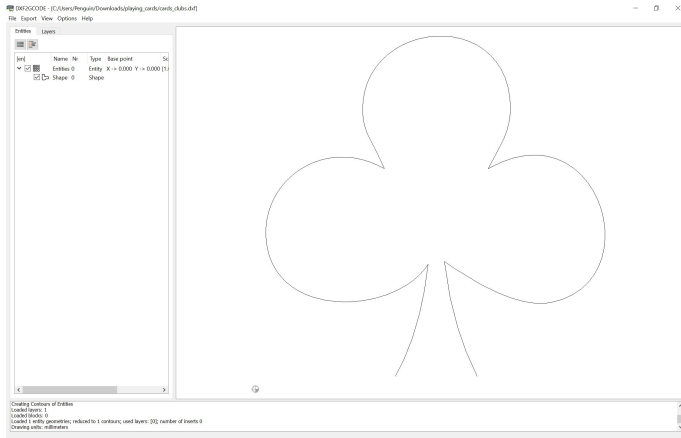 DXF2GCODE - [C:/Users/Penguin/Downloads/playing_cards/cards_clubs.dxf]
File Export View Options Help
Entities Layers
[en] Name Nr Type Base point Sc
Entities 0 Entity X -> 0.000 Y -> 0.000 [1.0
Shape 0 Shape
Creating Contours of Entities
Loaded layers: 1
Loaded blocks: 0
Loaded 1 entity geometries; reduced to 1 contours; used layers: [0]; number of inserts 0
Drawing units: millimeters